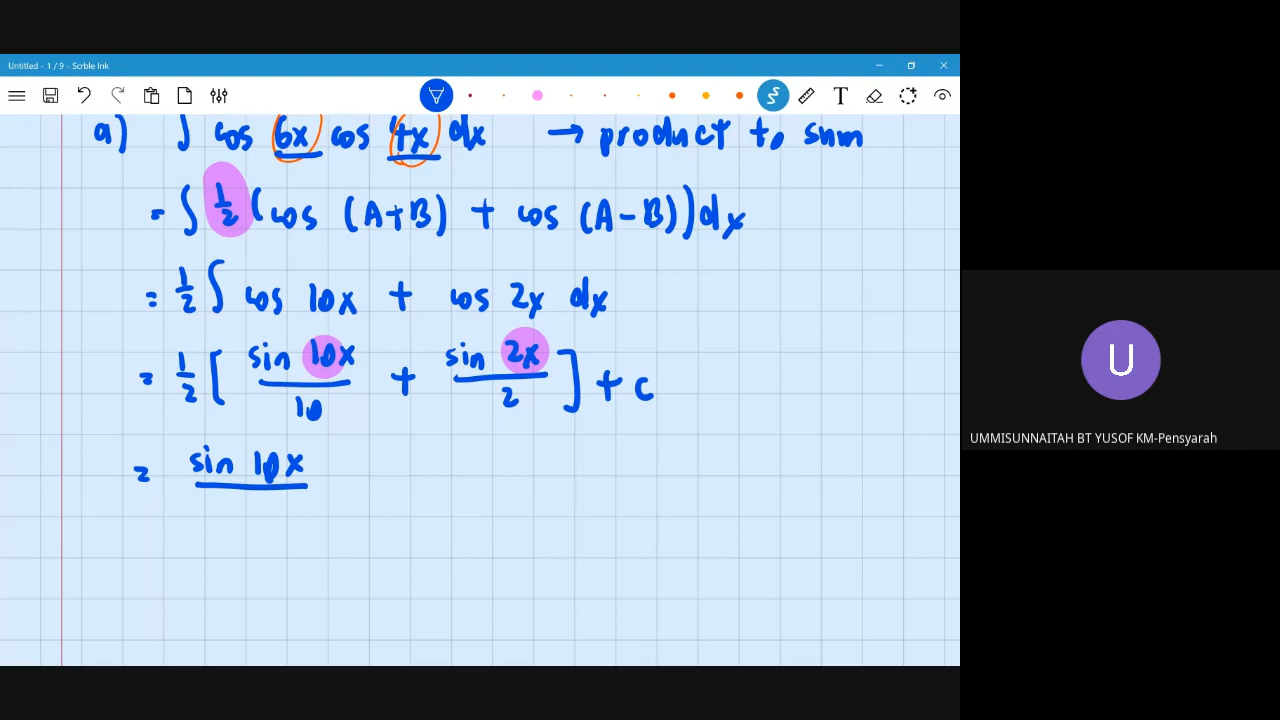 Untitled - 1 / 9 - Scrble Ink
a) ∫ cos 6x cos 4x dx → product to sum
= ∫ 1/2 (cos (A+B) + cos (A-B)) dx
= 1/2 ∫ cos 10x + cos 2x dx
= 1/2 [ sin 10x / 10 + sin 2x / 2 ] + c
= sin 10x
U
UMMISUNNAITAH BT YUSOF KM-Pensyarah